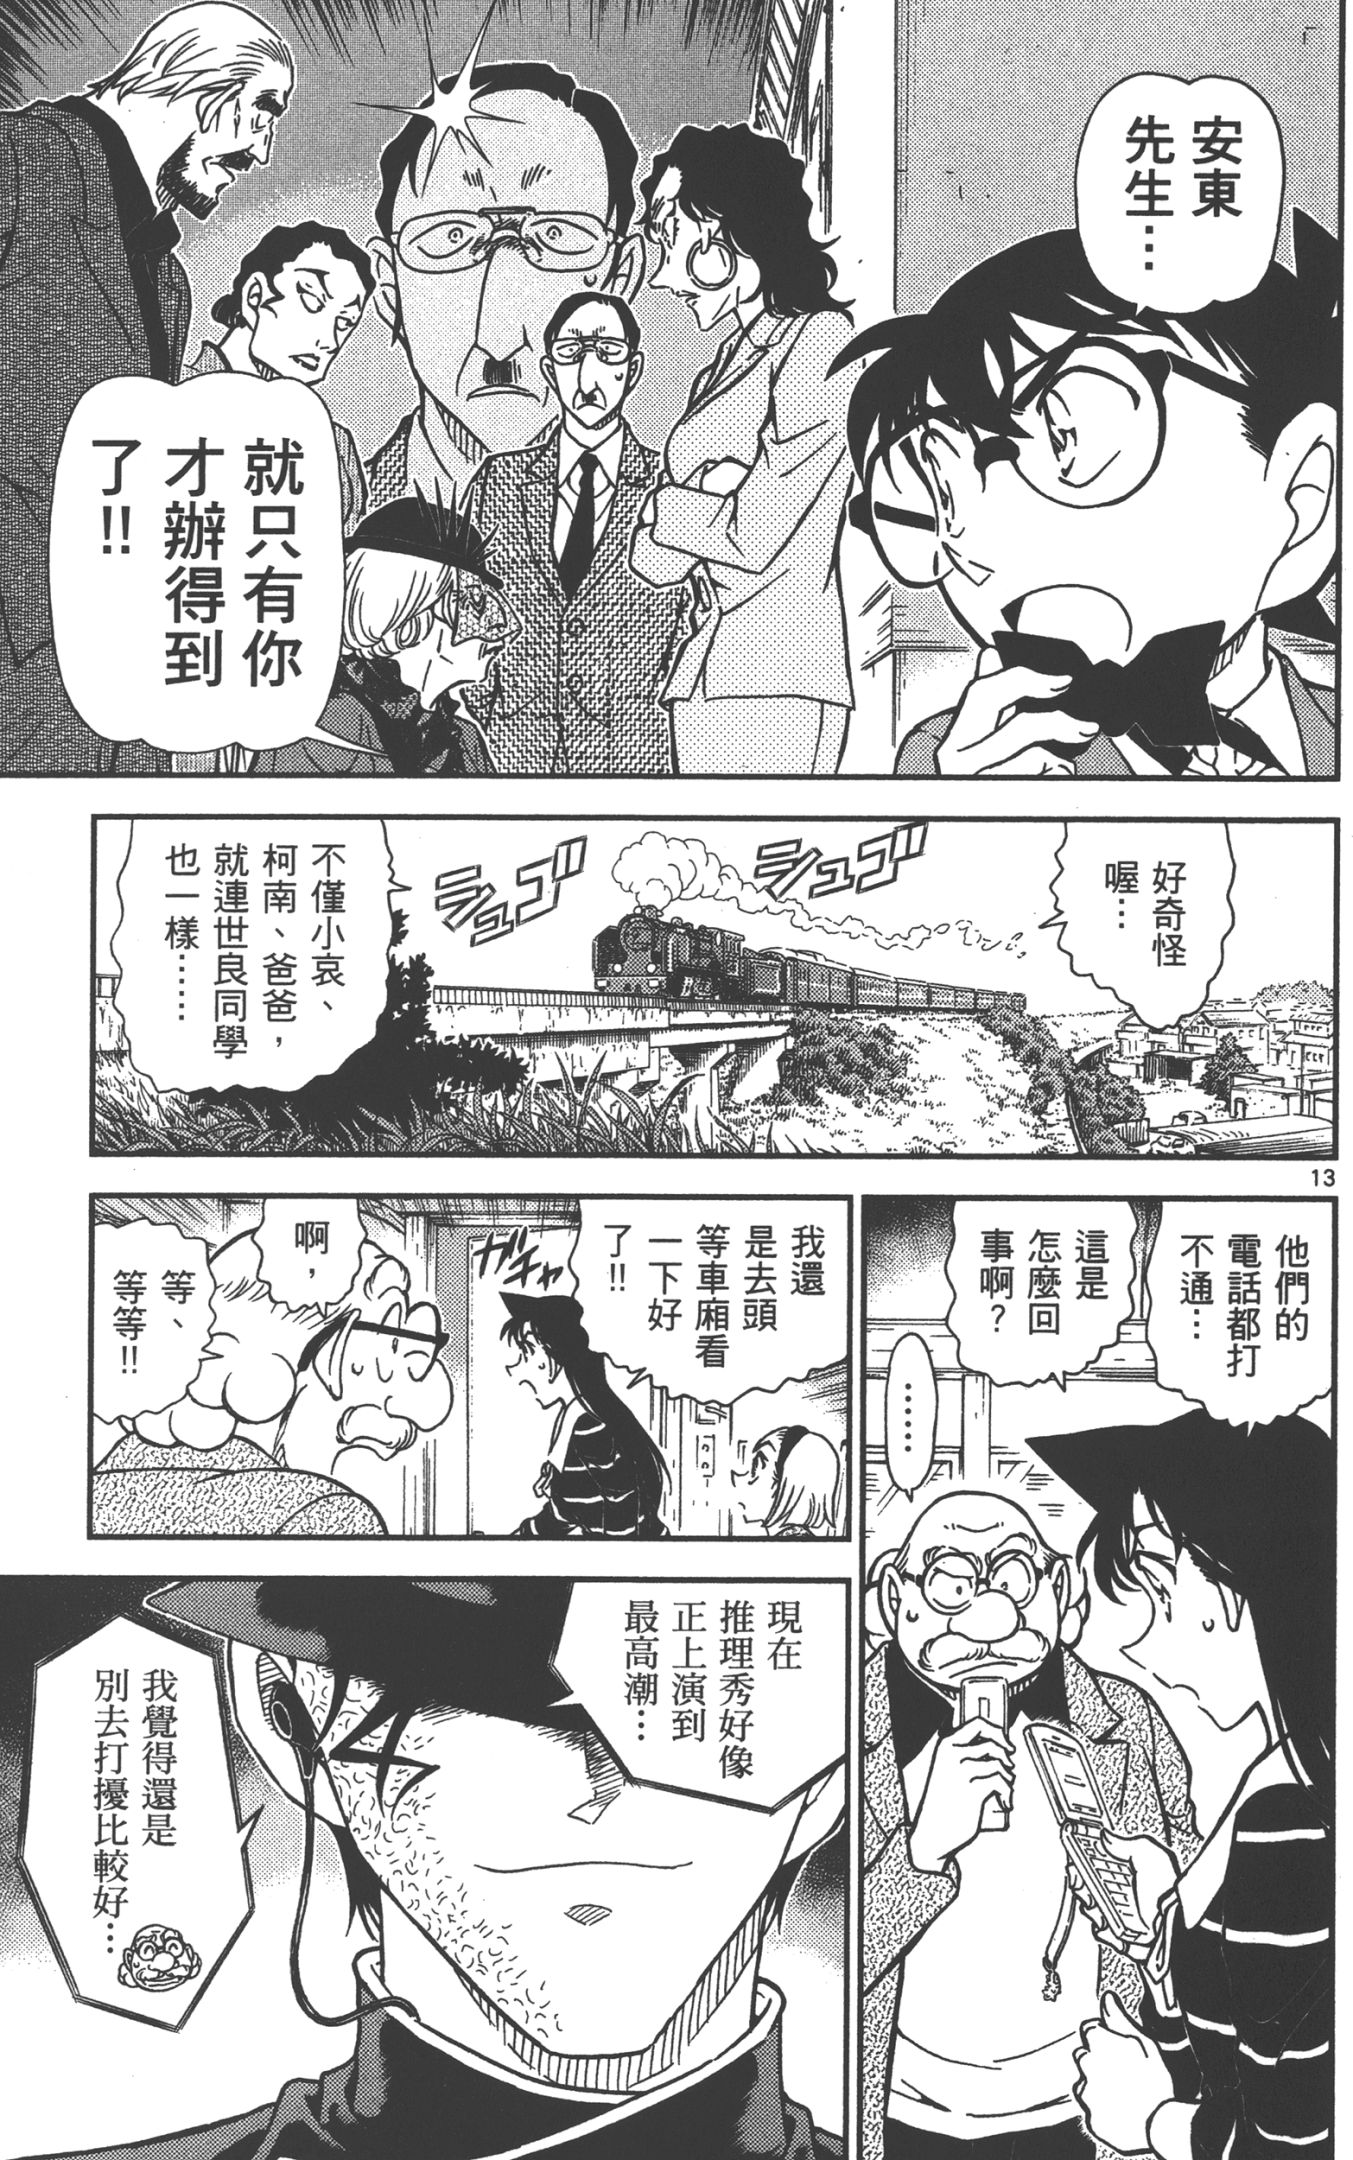 安東
先生…
就只有你
才辦得到
了!!
好奇怪
喔…
シュゴゴ
シュゴゴ
不僅小哀、
柯南、爸爸，
就連世良同學
也一樣……
13
他們的
電話都打
不通…
這是
怎麼回
事啊？
……
我還
是去頭
等車廂看
一下好
了!!
ガチャ
啊，
等、
等等!!
現在
推理秀好像
正上演到
最高潮…
我覺得還是
別去打擾比較好…